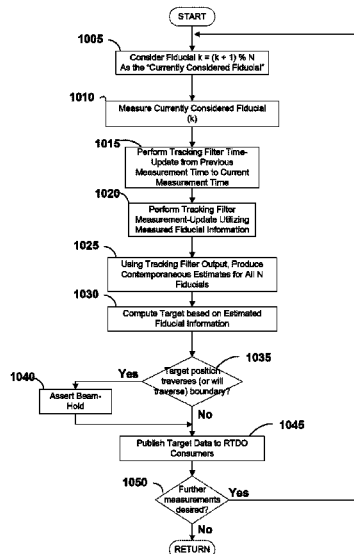 START
1005
Consider Fiducial k = (k + 1) % N
As the "Currently Considered Fiducial"
1010
Measure Currently Considered Fiducial
(k)
1015
Perform Tracking Filter Time-
Update from Previous
Measurement Time to Current
Measurement Time
1020
Perform Tracking Filter
Measurement-Update Utilizing
Measured Fiducial Information
1025
Using Tracking Filter Output, Produce
Contemporaneous Estimates for All N
Fiducials
1030
Compute Target based on Estimated
Fiducial Information
1035
Target position
traverses (or will
traverse) boundary?
Yes
1040
Assert Beam-
Hold
No
1045
Publish Target Data to RTDO
Consumers
1050
Further
measurements
desired?
Yes
No
RETURN